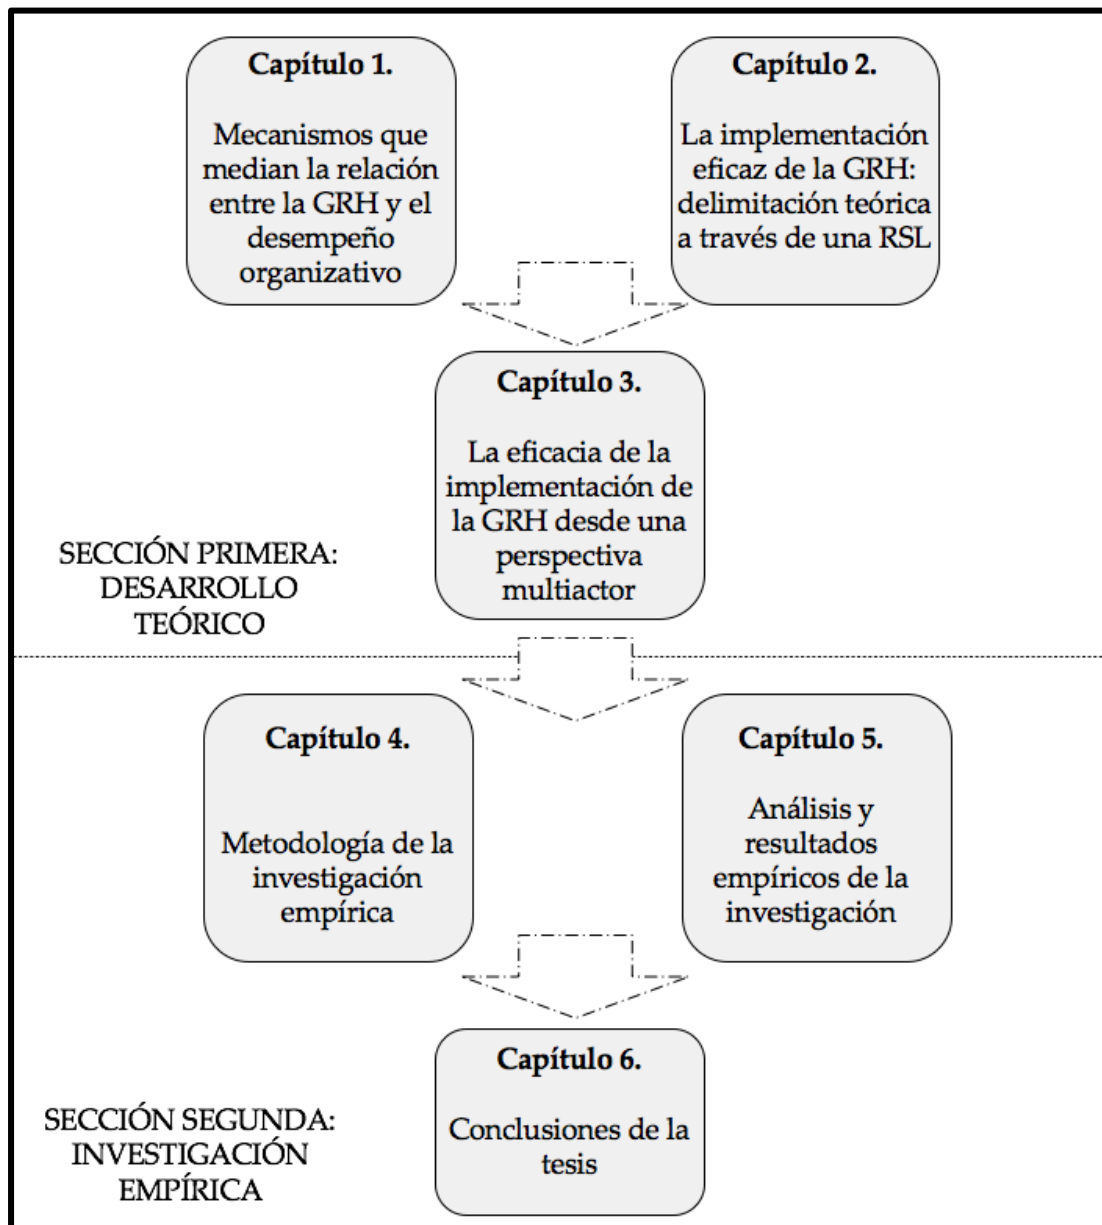 Capítulo 1.
Mecanismos que
median la relación
entre la GRH y el
desempeño
organizativo
Capítulo 2.
La implementación
eficaz de la GRH:
delimitación teórica
a través de una RSL
Capítulo 3.
La eficacia de la
implementación de
la GRH desde una
perspectiva
multiactor
SECCIÓN PRIMERA:
DESARROLLO
TEÓRICO
Capítulo 4.
Metodología de la
investigación
empírica
Capítulo 5.
Análisis y
resultados
empíricos de la
investigación
Capítulo 6.
Conclusiones de la
tesis
SECCIÓN SEGUNDA:
INVESTIGACIÓN
EMPÍRICA